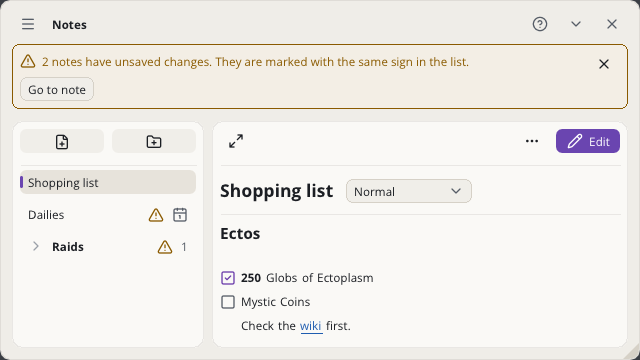 Notes
2 notes have unsaved changes. They are marked with the same sign in the list.
Go to note
Edit
Shopping list
Dailies
1
Raids
1
Shopping list
Normal
Ectos
250 Globs of Ectoplasm
Mystic Coins
Check the wiki first.